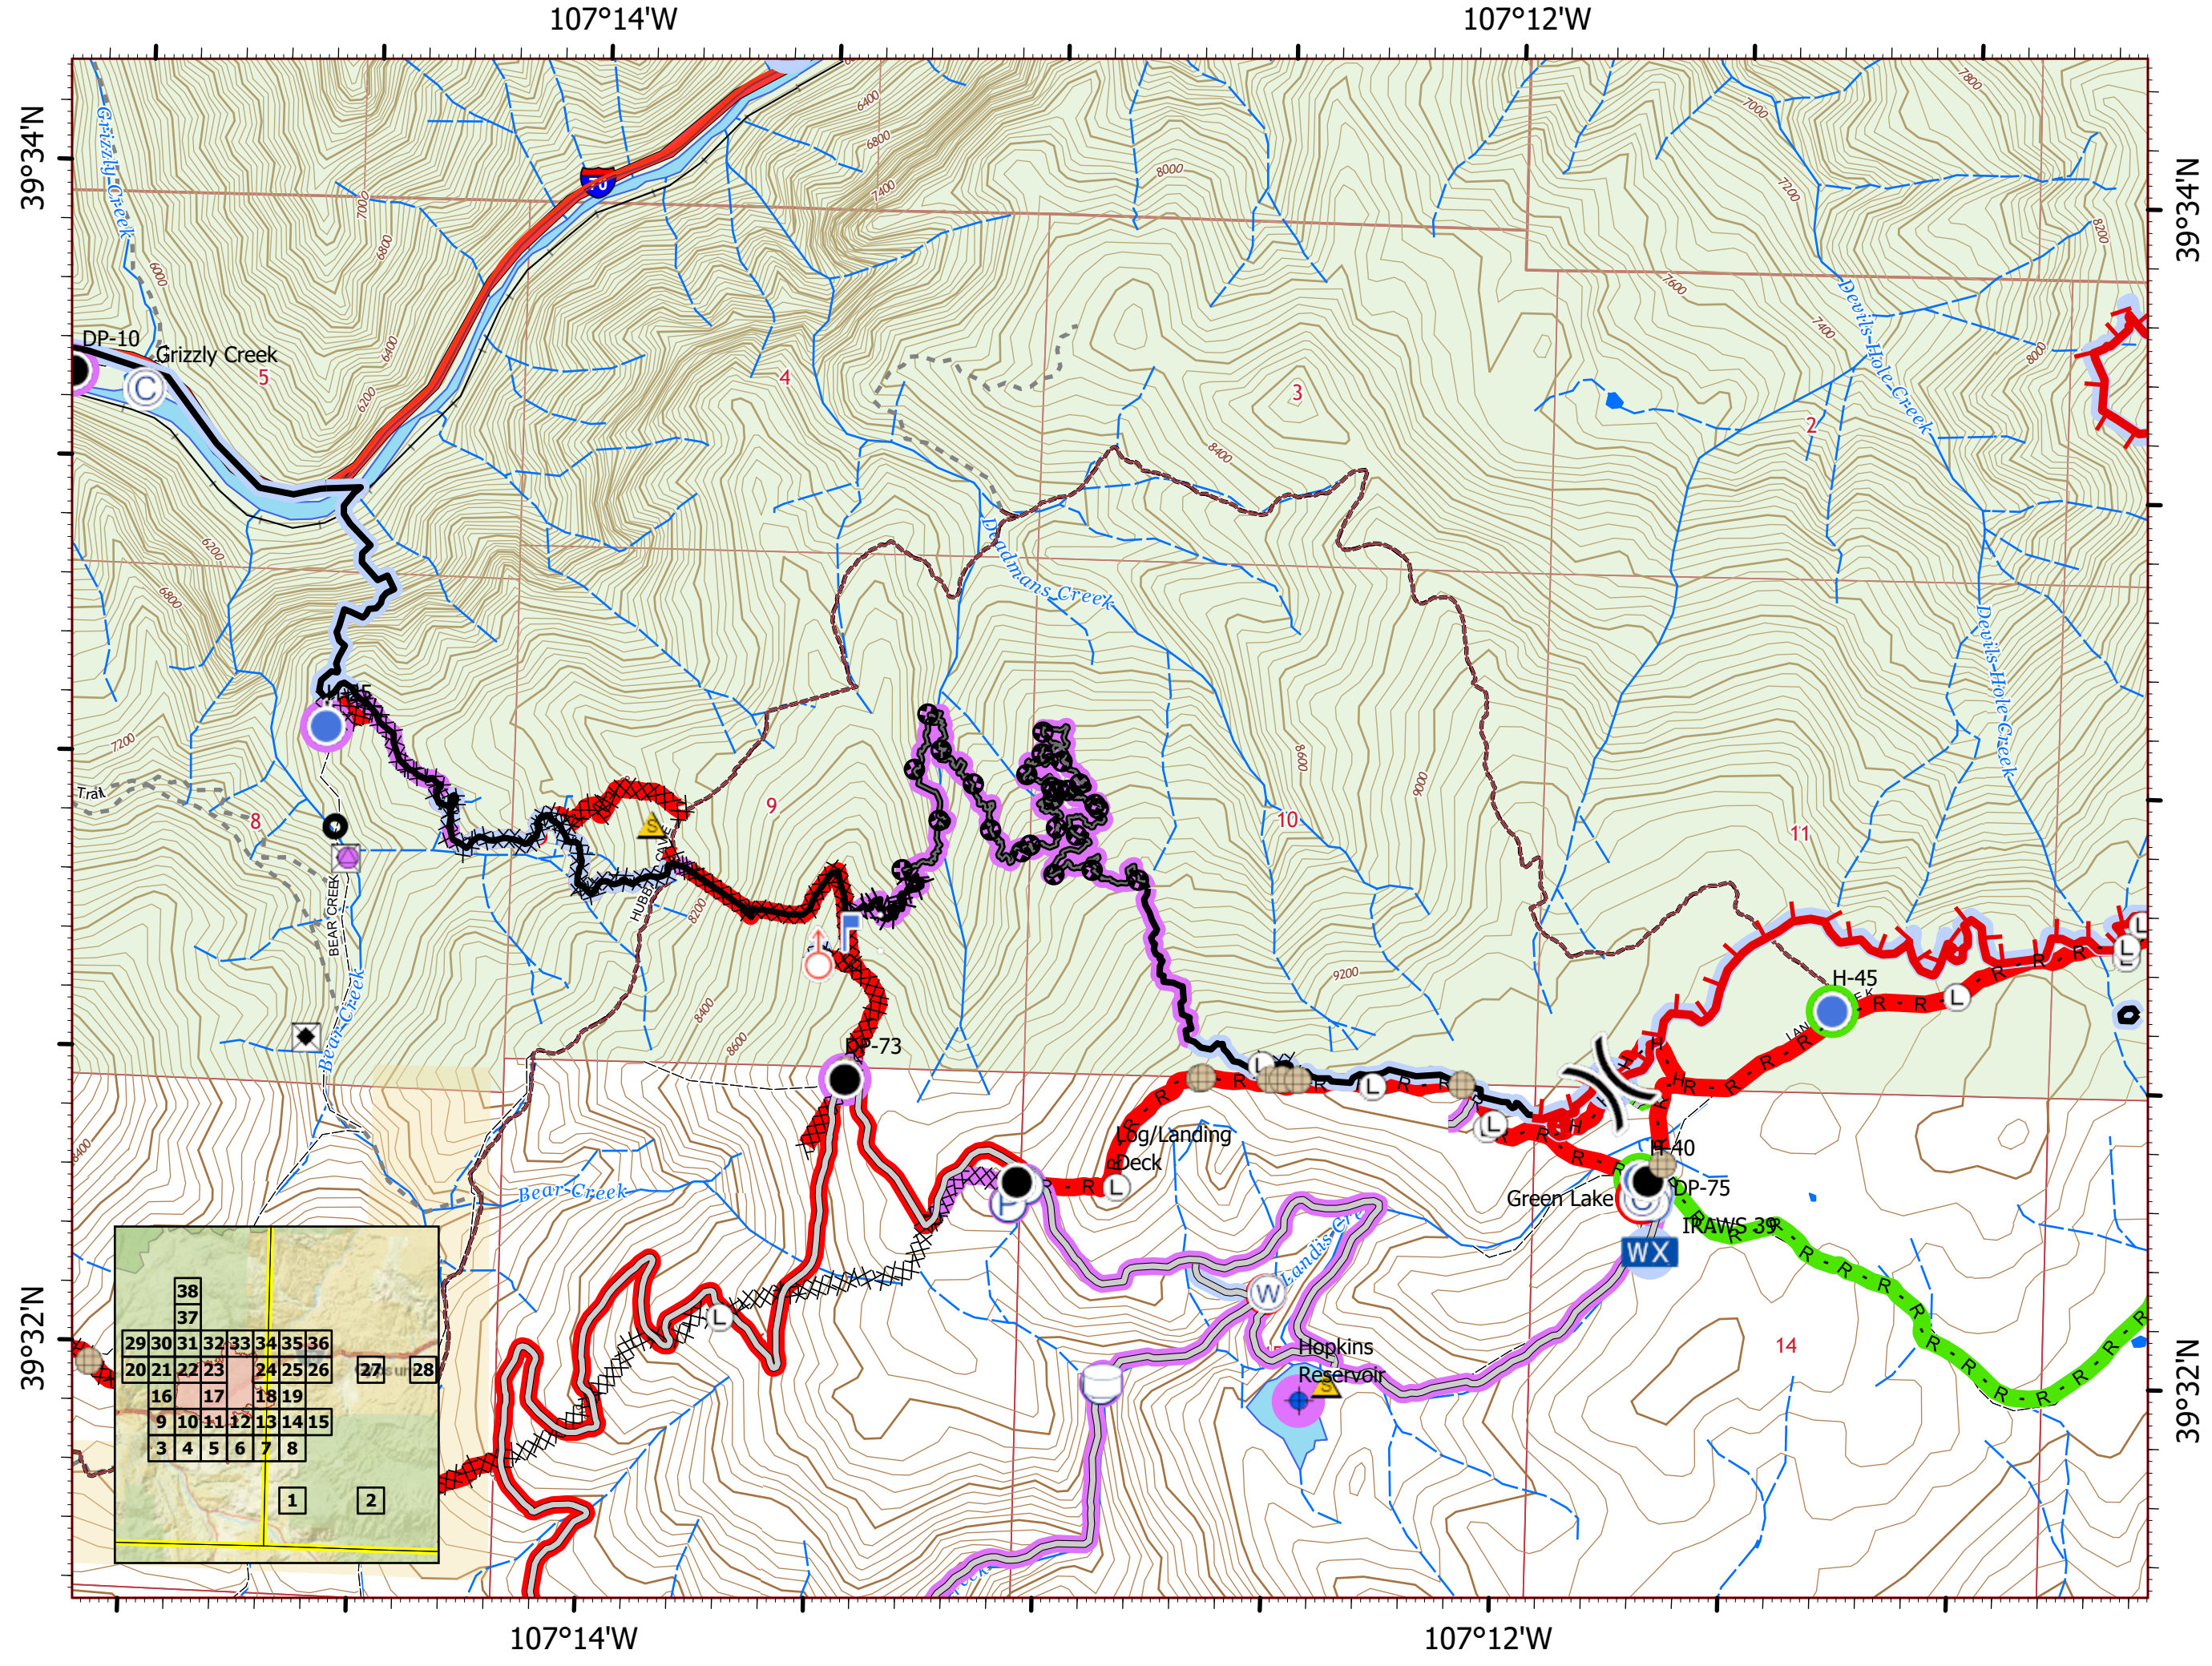 107°14'W
107°12'W
39°34'N
39°34'N
Grizzly Creek
6400
6800
7400
8000
7000
7800
7200
8200
7000
6800
6000
70
DP-10
Grizzly Creek
C
5
6400
6200
4
3
8400
7600
7400
8000
2
Devils Hole Creek
6200
6800
Deadmans Creek
Devils Hole Creek
7200
Trail
8
9
S
8000
9000
10
11
BEAR CREEK
8200
8400
8600
9200
Bear Creek
H-45
L
L
L
R
R
DP-73
L
L
R
R
H
H
H
R
R
8400
Log/Landing
Deck
L
R
R
H-40
DP-75
Green Lake
C
IRAWS 39
WX
Bear Creek
P
R
L
W
Landis Cre
L
Hopkins
Reservoir
S
14
R
R
R
38
37
29 30 31 32 33 34 35 36
20 21 22 23 24 25 26 27 28
16 17 18 19
9 10 11 12 13 14 15
3 4 5 6 7 8
1 2
39°32'N
39°32'N
107°14'W
107°12'W